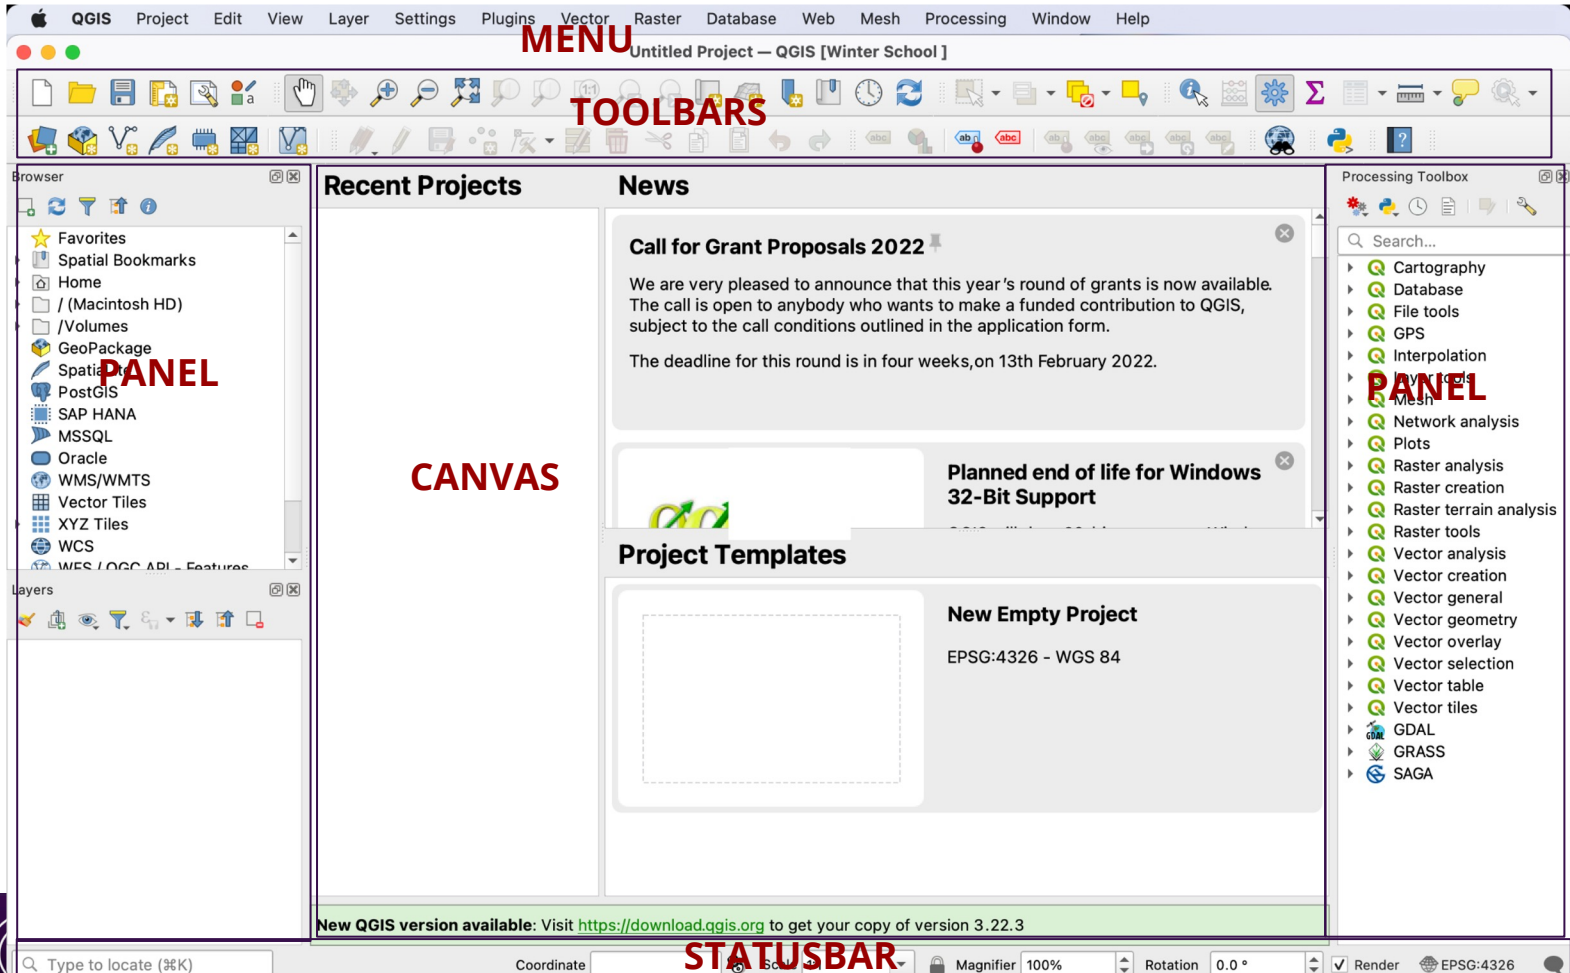 QGIS Project Edit View Layer Settings Plugins Vector Raster Database Web Mesh Processing Window Help
MENU
Untitled Project — QGIS [Winter School ]
TOOLBARS
Browser
Favorites
Spatial Bookmarks
Home
/ (Macintosh HD)
/Volumes
GeoPackage
PANEL
PostGIS
SAP HANA
MSSQL
Oracle
WMS/WMTS
Vector Tiles
XYZ Tiles
WCS
WFS / OGC API - Features
Layers
Recent Projects
CANVAS
News
Call for Grant Proposals 2022
We are very pleased to announce that this year's round of grants is now available.
The call is open to anybody who wants to make a funded contribution to QGIS,
subject to the call conditions outlined in the application form.
The deadline for this round is in four weeks,on 13th February 2022.
Planned end of life for Windows
32-Bit Support
Project Templates
New Empty Project
EPSG:4326 - WGS 84
New QGIS version available: Visit https://download.qgis.org to get your copy of version 3.22.3
Processing Toolbox
Search...
Cartography
Database
File tools
GPS
Interpolation
Layer tools
PANEL
Mesh
Network analysis
Plots
Raster analysis
Raster creation
Raster terrain analysis
Raster tools
Vector analysis
Vector creation
Vector general
Vector geometry
Vector overlay
Vector selection
Vector table
Vector tiles
GDAL
GRASS
SAGA
STATUSBAR
Type to locate (⌘K) Coordinate Magnifier 100% Rotation 0.0 ° Render EPSG:4326